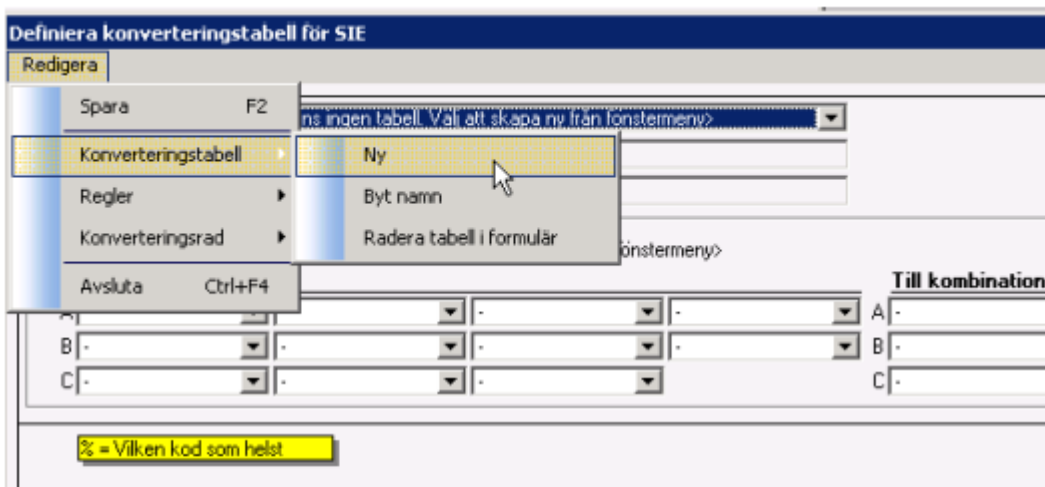 Definiera konverteringstabell för SIE
Redigera
Spara F2
ns ingen tabell. Välj att skapa ny från fönstermeny>
Konverteringstabell Ny
Regler Byt namn
Konverteringsrad Radera tabell i formulär
önstermeny>
Avsluta Ctrl+F4
Till kombination
A - - - A -
B - - - - B -
C - - - C -
% = Vilken kod som helst